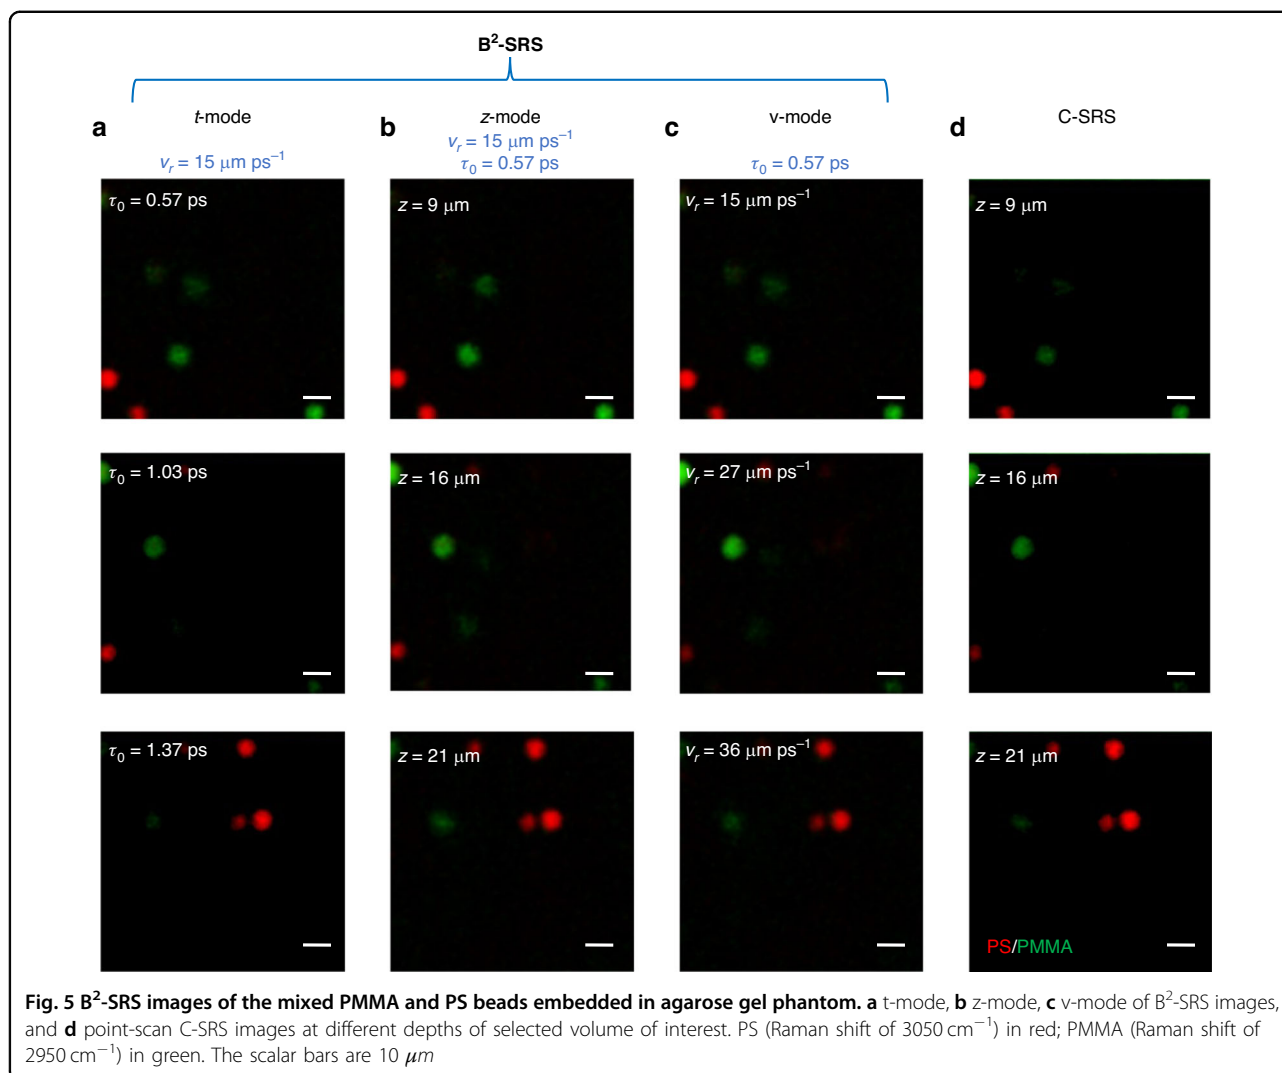 B²-SRS
a
t-mode
v_r = 15 μm ps⁻¹
b
z-mode
v_r = 15 μm ps⁻¹
τ₀ = 0.57 ps
c
v-mode
τ₀ = 0.57 ps
d
C-SRS
τ₀ = 0.57 ps
z = 9 μm
v_r = 15 μm ps⁻¹
z = 9 μm
τ₀ = 1.03 ps
z = 16 μm
v_r = 27 μm ps⁻¹
z = 16 μm
τ₀ = 1.37 ps
z = 21 μm
v_r = 36 μm ps⁻¹
z = 21 μm
PS/PMMA
Fig. 5 B²-SRS images of the mixed PMMA and PS beads embedded in agarose gel phantom. a t-mode, b z-mode, c v-mode of B²-SRS images,
and d point-scan C-SRS images at different depths of selected volume of interest. PS (Raman shift of 3050 cm⁻¹) in red; PMMA (Raman shift of
2950 cm⁻¹) in green. The scalar bars are 10 μm